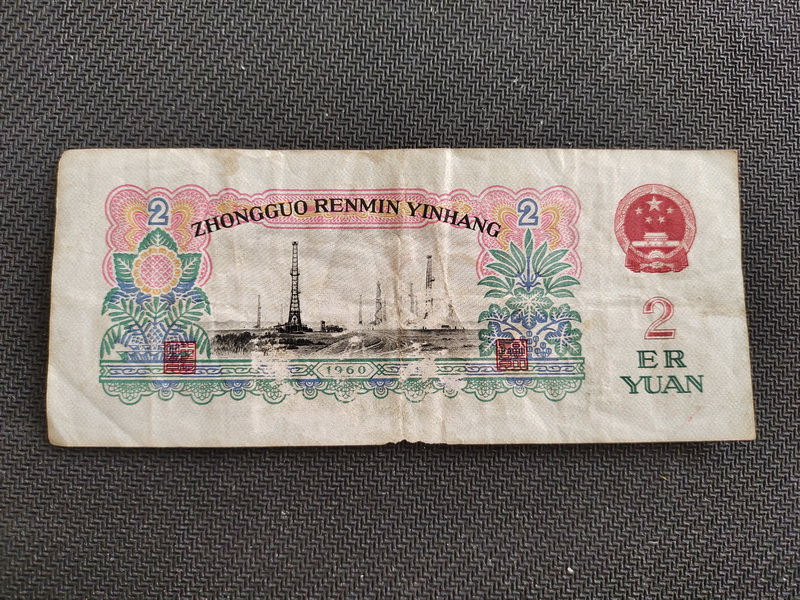 2
2
ZHONGGUO RENMIN YINHANG
1960
2
ER
YUAN